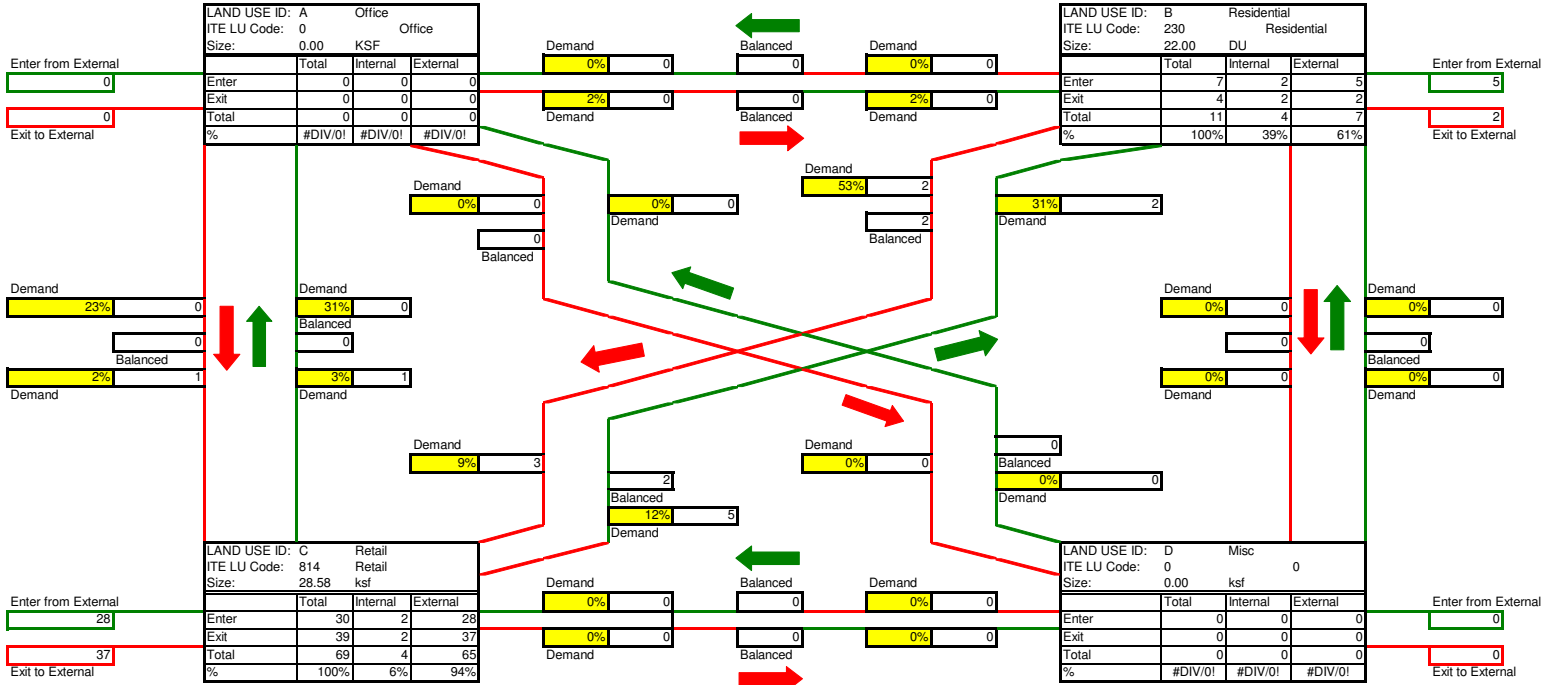 LAND USE ID: A Office
ITE LU Code: 0 Office
Size: 0.00 KSF
Total Internal External
Enter 0 0 0
Exit 0 0 0
Total 0 0 0
% #DIV/0! #DIV/0! #DIV/0!
Enter from External
0
0
Exit to External
Demand Balanced Demand
0% 0 0 0% 0
2% 0 0 2% 0
Demand Balanced Demand
LAND USE ID: B Residential
ITE LU Code: 230 Residential
Size: 22.00 DU
Total Internal External
Enter 7 2 5
Exit 4 2 2
Total 11 4 7
% 100% 39% 61%
Enter from External
5
2
Exit to External
Demand
0% 0
0
Balanced
0% 0
Demand
Demand
53% 2
2
Balanced
31% 2
Demand
Demand
23% 0
0
Balanced
2% 1
Demand
31% 0
Balanced
0
3% 1
Demand
Demand
0% 0
0
0% 0
Demand
0% 0
0
Balanced
0% 0
Demand
Demand
9% 3
2
Balanced
12% 5
Demand
Demand
0% 0
0
Balanced
0% 0
Demand
LAND USE ID: C Retail
ITE LU Code: 814 Retail
Size: 28.58 ksf
Total Internal External
Enter 30 2 28
Exit 39 2 37
Total 69 4 65
% 100% 6% 94%
Enter from External
28
37
Exit to External
Demand Balanced Demand
0% 0 0 0% 0
0% 0 0 0% 0
Demand Balanced Demand
LAND USE ID: D Misc
ITE LU Code: 0 0
Size: 0.00 ksf
Total Internal External
Enter 0 0 0
Exit 0 0 0
Total 0 0 0
% #DIV/0! #DIV/0! #DIV/0!
Enter from External
0
0
Exit to External